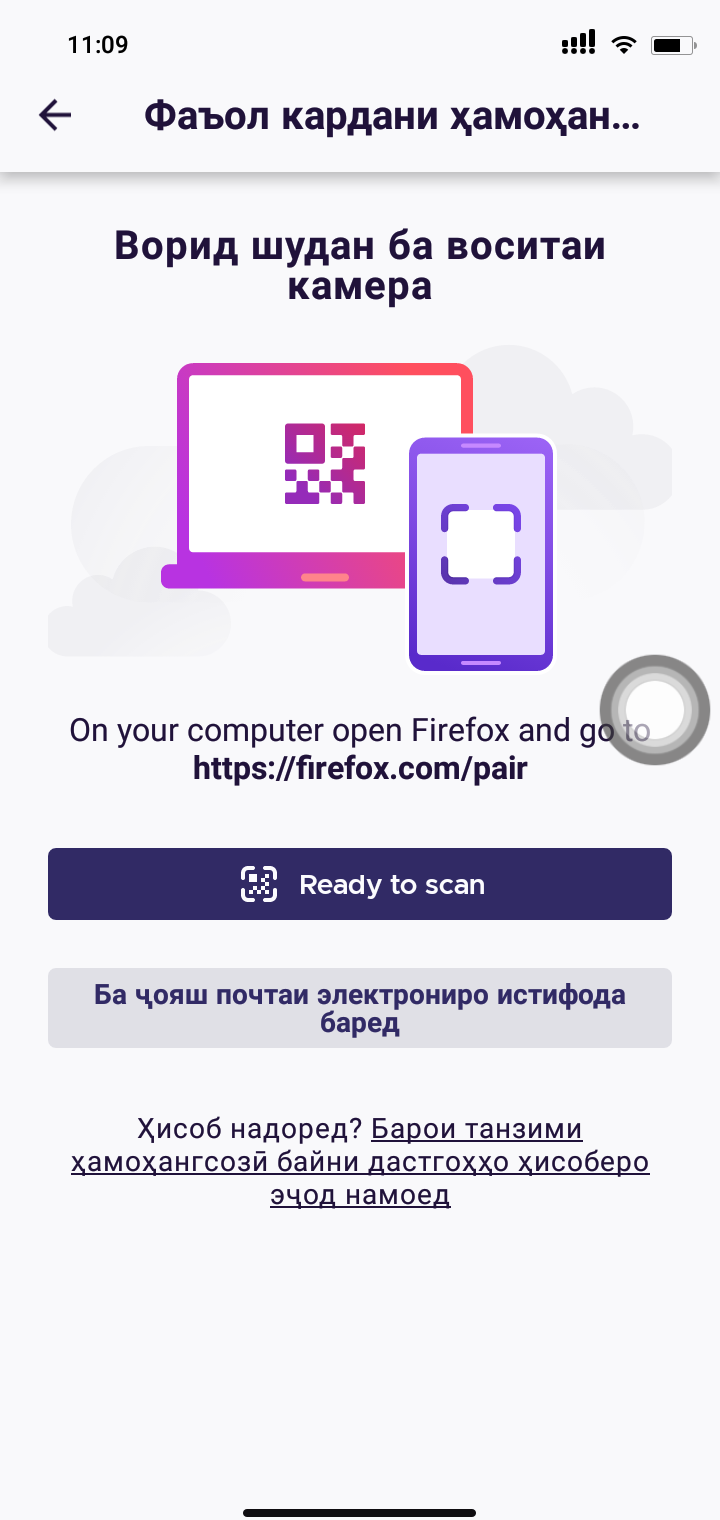 11:09
Фаъол кардани ҳамоҳан...
Ворид шудан ба воситаи
камера
On your computer open Firefox and go to
https://firefox.com/pair
Ready to scan
Ба ҷояш почтаи электрониро истифода
баред
Ҳисоб надоред? Барои танзими
ҳамоҳангсозӣ байни дастгоҳҳо ҳисоберо
эҷод намоед